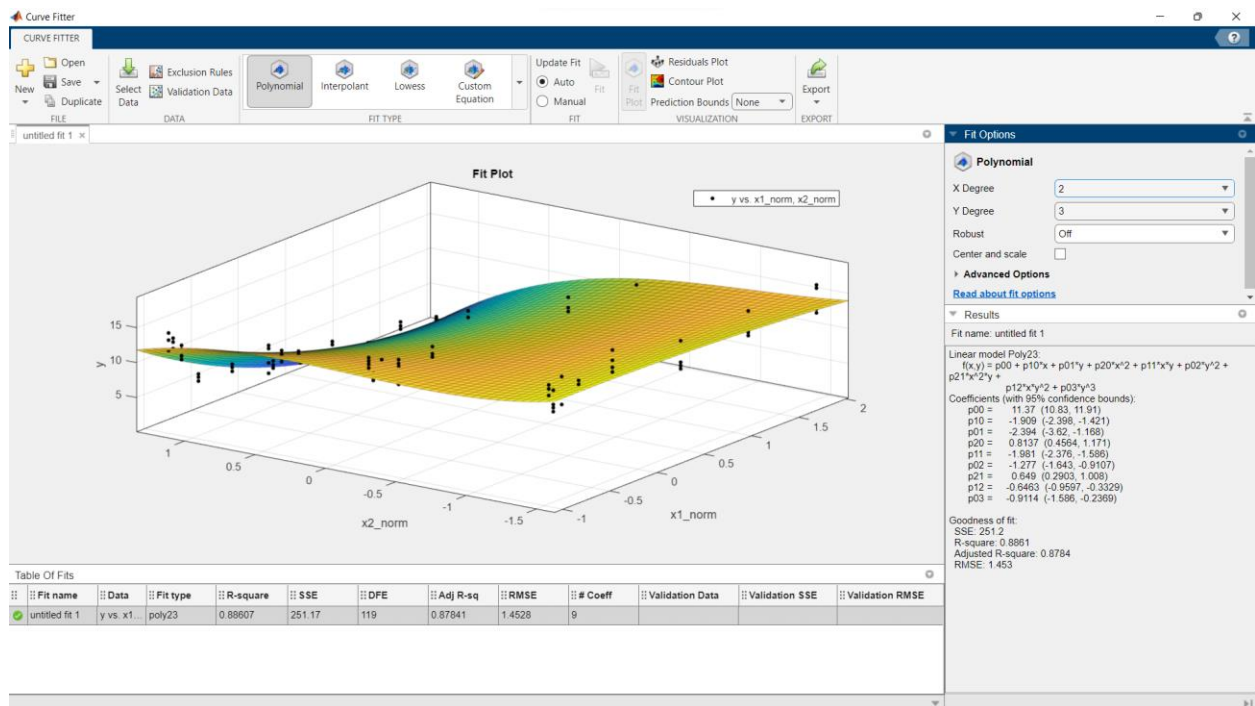 Curve Fitter
CURVE FITTER
New
Open
Save
Duplicate
FILE
Select
Data
Exclusion Rules
Validation Data
DATA
Polynomial
Interpolant
Lowess
Custom
Equation
FIT TYPE
Update Fit
Auto
Manual
Fit
FIT
Fit
Plot
Residuals Plot
Contour Plot
Prediction Bounds None
VISUALIZATION
Export
EXPORT
untitled fit 1
Fit Plot
y vs. x1_norm, x2_norm
15
10
5
y
1
0.5
0
-0.5
-1
-1.5
x2_norm
-1
-0.5
0
0.5
1
1.5
2
x1_norm
Fit Options
Polynomial
X Degree 2
Y Degree 3
Robust Off
Center and scale
Advanced Options
Read about fit options
Results
Fit name: untitled fit 1
Linear model Poly23:
f(x,y) = p00 + p10*x + p01*y + p20*x^2 + p11*x*y + p02*y^2 +
p21*x^2*y +
p12*x*y^2 + p03*y^3
Coefficients (with 95% confidence bounds):
p00 = 11.37 (10.83, 11.91)
p10 = -1.909 (-2.398, -1.421)
p01 = -2.394 (-3.62, -1.168)
p20 = 0.8137 (0.4564, 1.171)
p11 = -1.981 (-2.376, -1.586)
p02 = -1.277 (-1.643, -0.9107)
p21 = 0.649 (0.2903, 1.008)
p12 = -0.6463 (-0.9597, -0.3329)
p03 = -0.9114 (-1.586, -0.2369)
Goodness of fit:
SSE: 251.2
R-square: 0.8861
Adjusted R-square: 0.8784
RMSE: 1.453
Table Of Fits
Fit name Data Fit type R-square SSE DFE Adj R-sq RMSE # Coeff Validation Data Validation SSE Validation RMSE
untitled fit 1 y vs. x1... poly23 0.88607 251.17 119 0.87841 1.4528 9